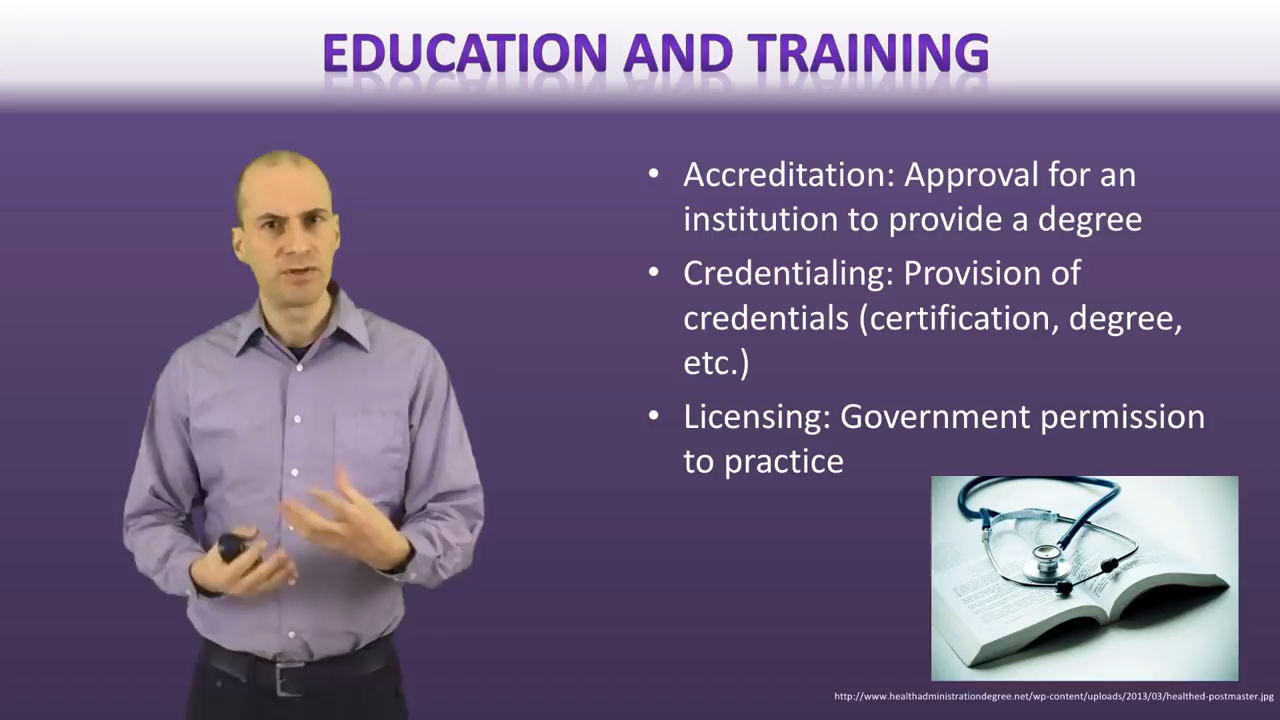 EDUCATION AND TRAINING
• Accreditation: Approval for an
institution to provide a degree
• Credentialing: Provision of
credentials (certification, degree,
etc.)
• Licensing: Government permission
to practice
http://www.healthadministrationdegree.net/wp-content/uploads/2013/03/healthed-postmaster.jpg